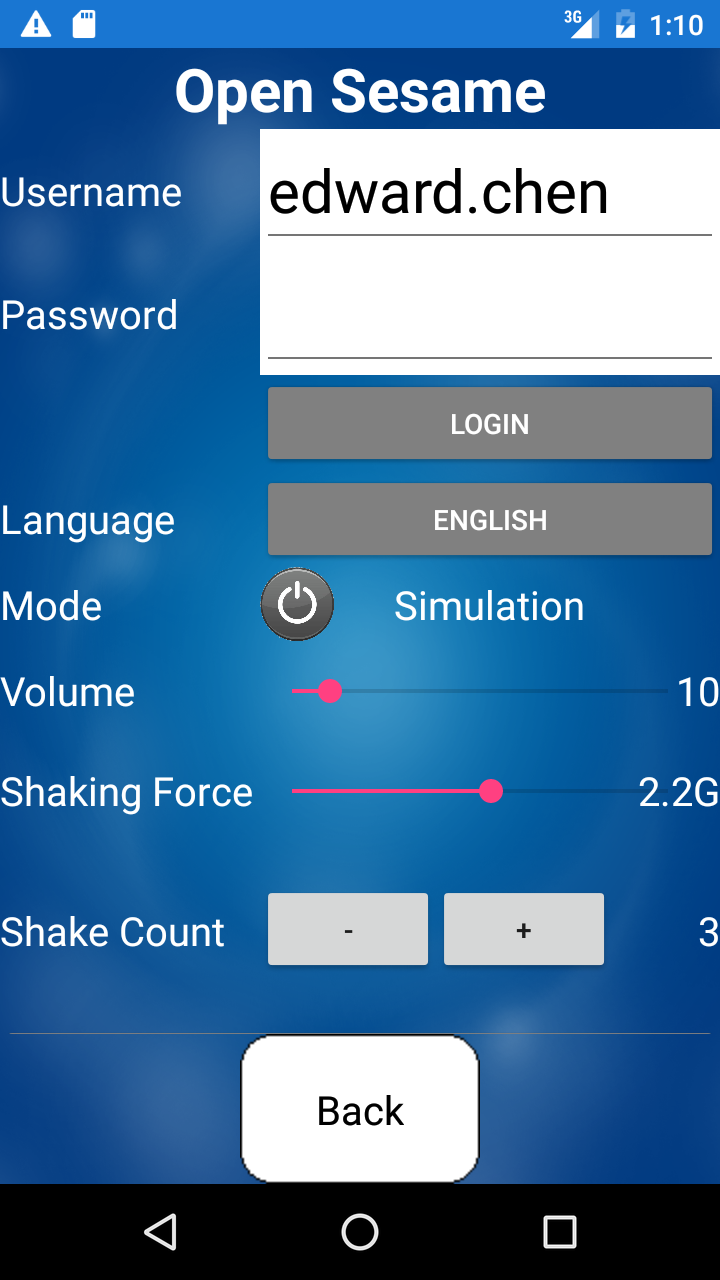 3G 1:10
Open Sesame
Username edward.chen
Password
LOGIN
Language ENGLISH
Mode Simulation
Volume 10
Shaking Force 2.2G
Shake Count - + 3
Back